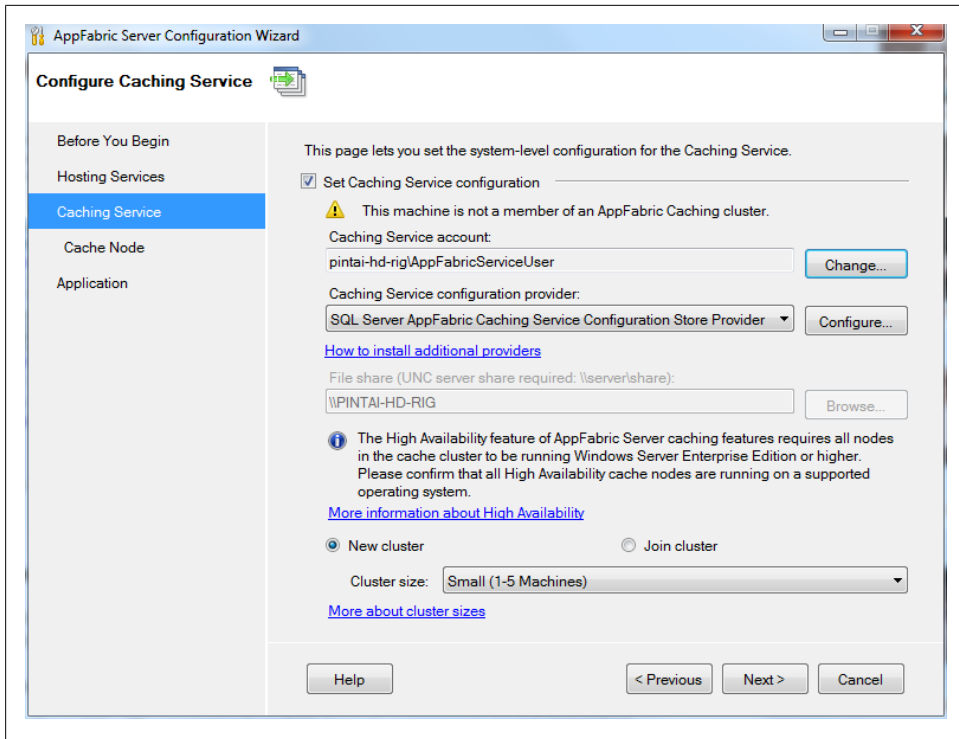 AppFabric Server Configuration Wizard
Configure Caching Service
Before You Begin
Hosting Services
Caching Service
Cache Node
Application
This page lets you set the system-level configuration for the Caching Service.
Set Caching Service configuration
This machine is not a member of an AppFabric Caching cluster.
Caching Service account:
pintai-hd-rig\AppFabricServiceUser
Change...
Caching Service configuration provider:
SQL Server AppFabric Caching Service Configuration Store Provider
Configure...
How to install additional providers
File share (UNC server share required: \\server\share):
\\PINTAI-HD-RIG
Browse...
The High Availability feature of AppFabric Server caching features requires all nodes
in the cache cluster to be running Windows Server Enterprise Edition or higher.
Please confirm that all High Availability cache nodes are running on a supported
operating system.
More information about High Availability
New cluster
Join cluster
Cluster size:
Small (1-5 Machines)
More about cluster sizes
Help
< Previous
Next >
Cancel